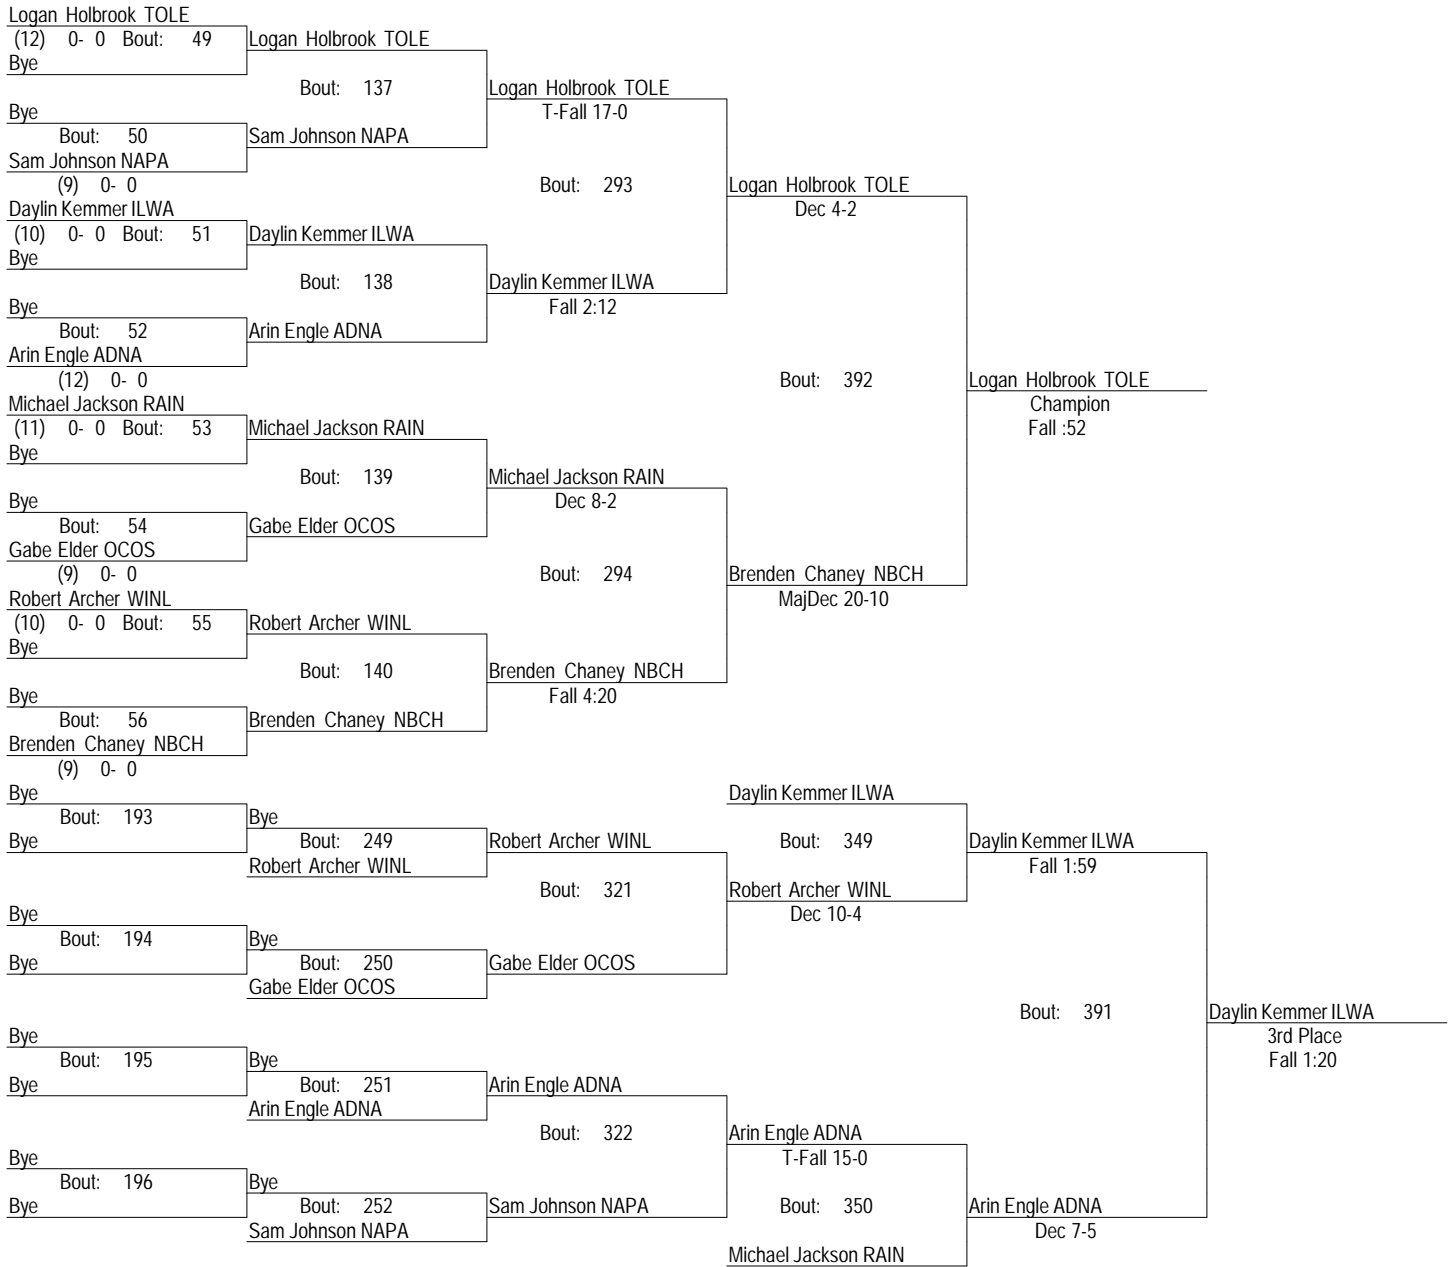 Logan Holbrook TOLE
(12) 0- 0 Bout: 49 Logan Holbrook TOLE
Bye
Bout: 137 Logan Holbrook TOLE
Bye T-Fall 17-0
Bout: 50 Sam Johnson NAPA
Sam Johnson NAPA
(9) 0- 0 Bout: 293 Logan Holbrook TOLE
Daylin Kemmer ILWA Dec 4-2
(10) 0- 0 Bout: 51 Daylin Kemmer ILWA
Bye
Bout: 138 Daylin Kemmer ILWA
Bye Fall 2:12
Bout: 52 Arin Engle ADNA
Arin Engle ADNA
(12) 0- 0 Bout: 392 Logan Holbrook TOLE
Michael Jackson RAIN Champion
(11) 0- 0 Bout: 53 Michael Jackson RAIN Fall :52
Bye
Bout: 139 Michael Jackson RAIN
Bye Dec 8-2
Bout: 54 Gabe Elder OCOS
Gabe Elder OCOS
(9) 0- 0 Bout: 294 Brenden Chaney NBCH
Robert Archer WINL MajDec 20-10
(10) 0- 0 Bout: 55 Robert Archer WINL
Bye
Bout: 140 Brenden Chaney NBCH
Bye Fall 4:20
Bout: 56 Brenden Chaney NBCH
Brenden Chaney NBCH
(9) 0- 0
Bye Daylin Kemmer ILWA
Bout: 193 Bye
Bye Bout: 249 Robert Archer WINL Bout: 349 Daylin Kemmer ILWA
Robert Archer WINL Fall 1:59
Bout: 321 Robert Archer WINL
Bye Dec 10-4
Bout: 194 Bye
Bye Bout: 250 Gabe Elder OCOS
Gabe Elder OCOS
Bout: 391 Daylin Kemmer ILWA
Bye 3rd Place
Bout: 195 Bye Fall 1:20
Bye Bout: 251 Arin Engle ADNA
Arin Engle ADNA
Bout: 322 Arin Engle ADNA
Bye T-Fall 15-0
Bout: 196 Bye
Bye Bout: 252 Sam Johnson NAPA Bout: 350 Arin Engle ADNA
Sam Johnson NAPA Dec 7-5
Michael Jackson RAIN